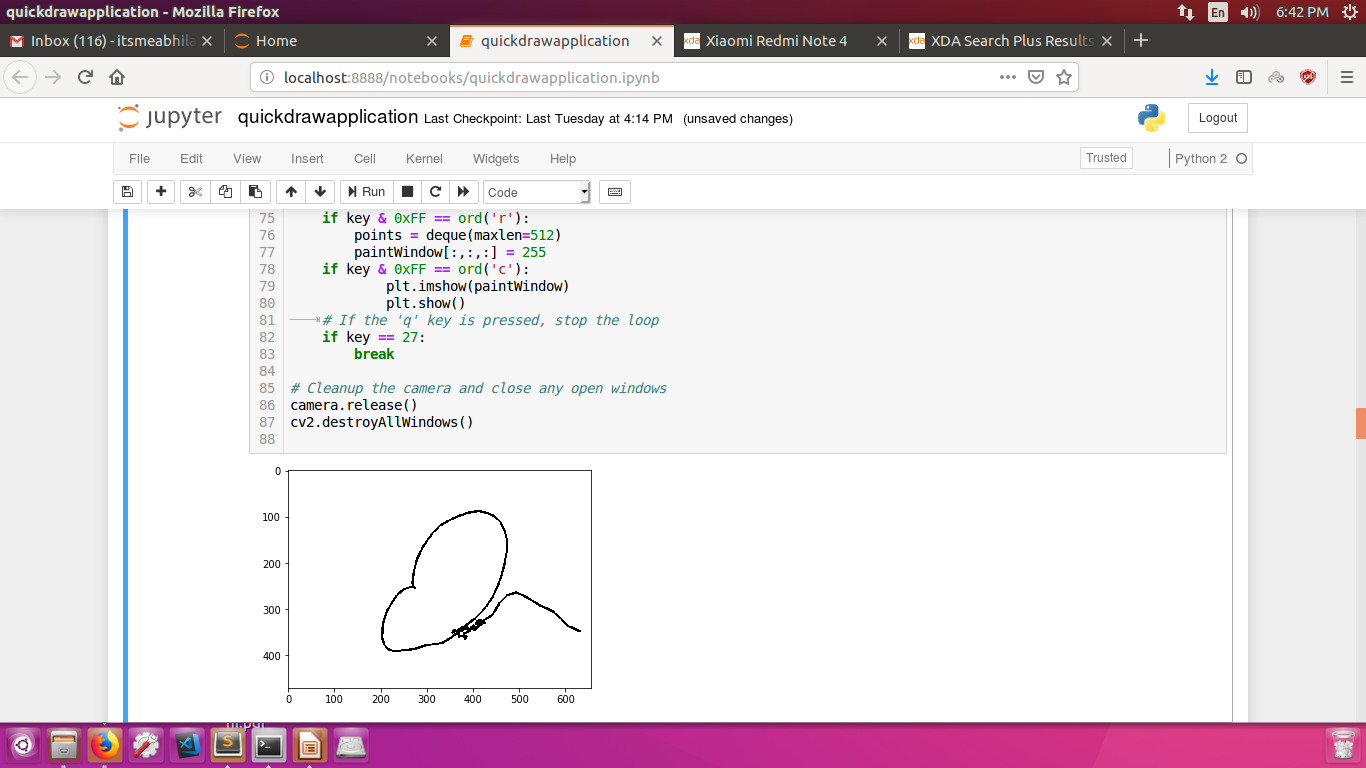 quickdrawapplication - Mozilla Firefox
En
6:42 PM
Inbox (116) - itsmeabhila
Home
quickdrawapplication
xda Xiaomi Redmi Note 4
xda XDA Search Plus Results
localhost:8888/notebooks/quickdrawapplication.ipynb
jupyter quickdrawapplication Last Checkpoint: Last Tuesday at 4:14 PM (unsaved changes)
Logout
File Edit View Insert Cell Kernel Widgets Help
Trusted
Python 2
Run
Code
75 if key & 0xFF == ord('r'):
76 points = deque(maxlen=512)
77 paintWindow[:,:,:] = 255
78 if key & 0xFF == ord('c'):
79 plt.imshow(paintWindow)
80 plt.show()
81 # If the 'q' key is pressed, stop the loop
82 if key == 27:
83 break
84
85 # Cleanup the camera and close any open windows
86 camera.release()
87 cv2.destroyAllWindows()
88
0
100
200
300
400
0 100 200 300 400 500 600